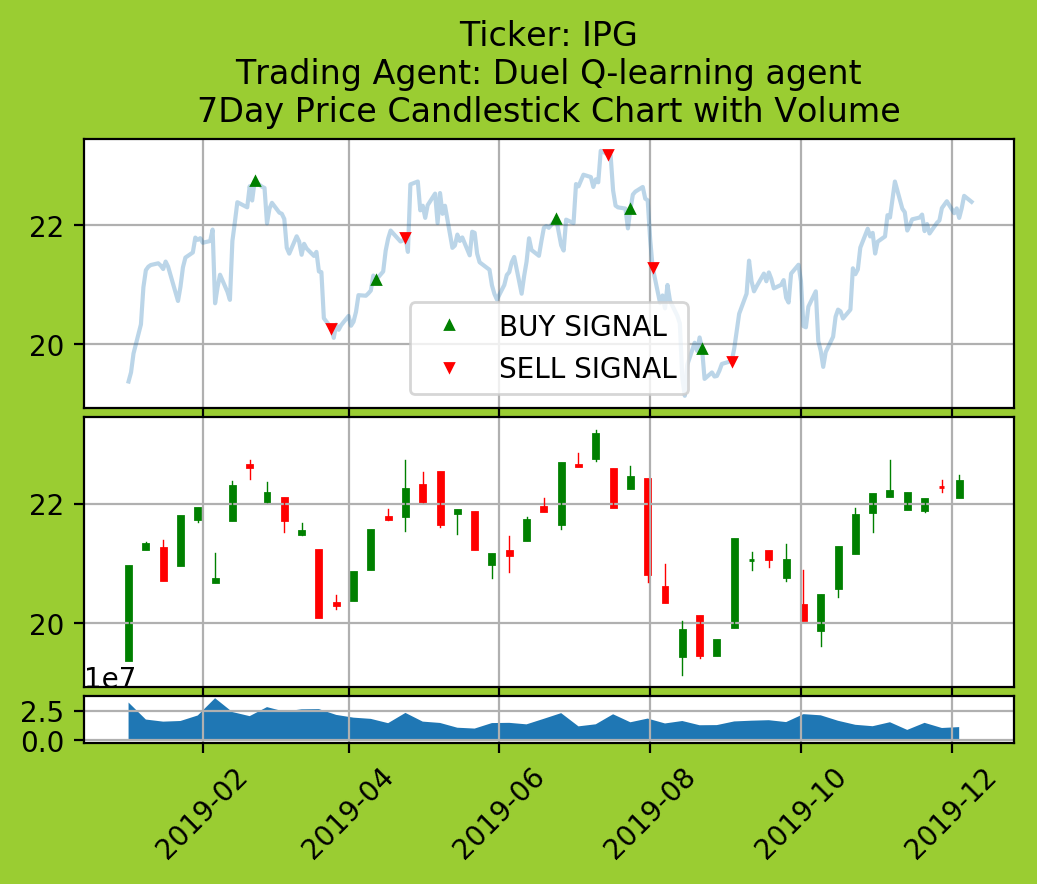 Ticker: IPG
Trading Agent: Duel Q-learning agent
7Day Price Candlestick Chart with Volume
22
20
BUY SIGNAL
SELL SIGNAL
22
20
1e7
2.5
0.0
2019-02
2019-04
2019-06
2019-08
2019-10
2019-12